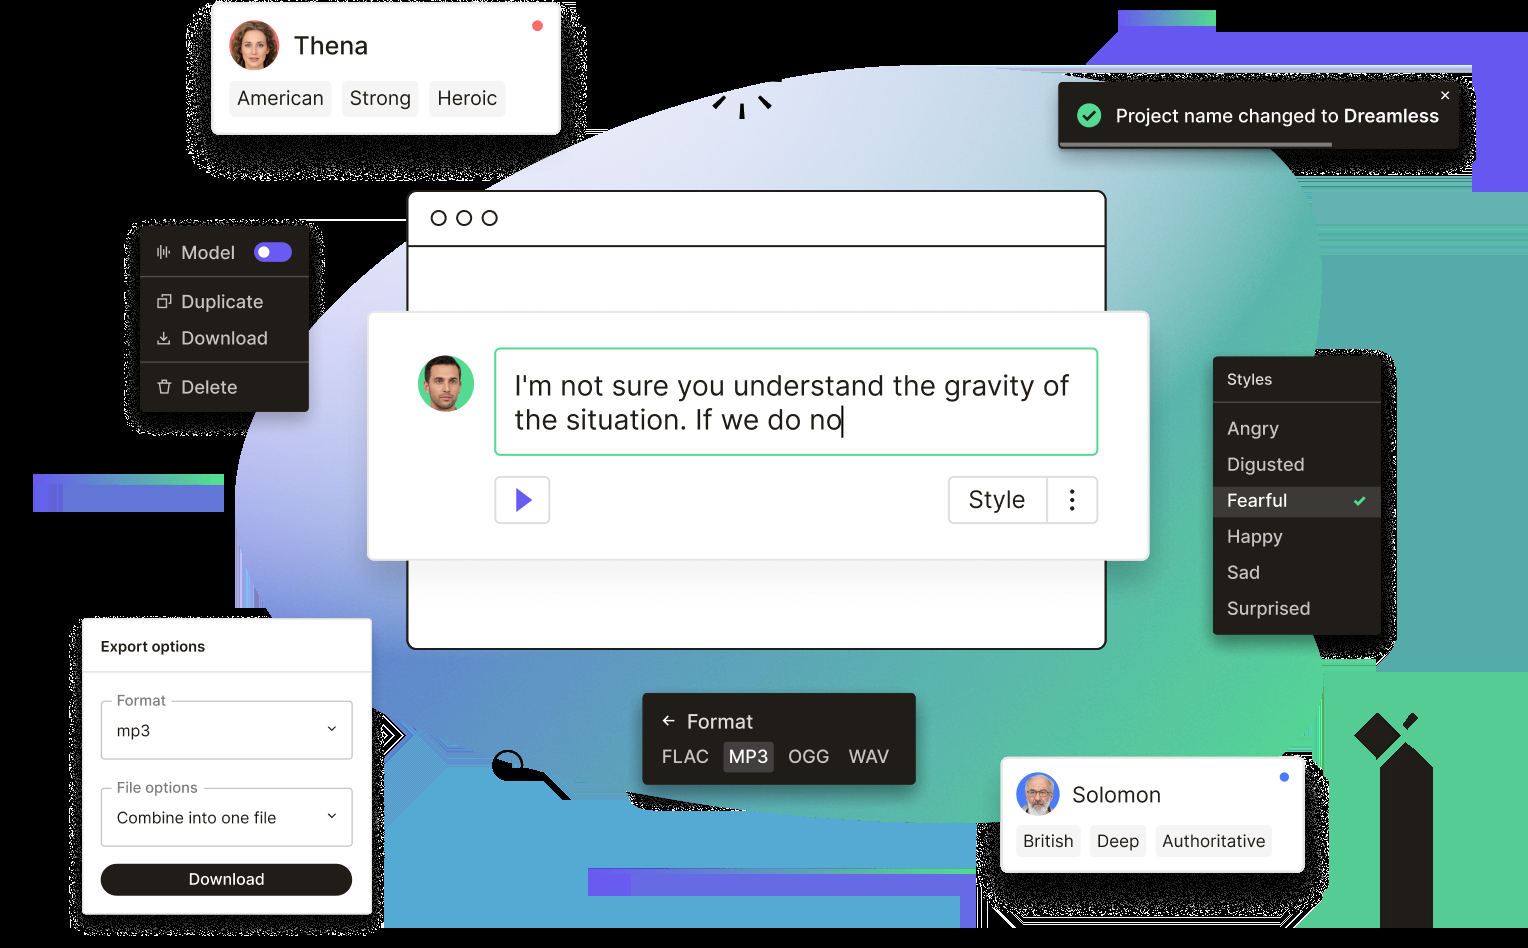 Thena
American Strong Heroic
Project name changed to Dreamless
Model
Duplicate
Download
Delete
I'm not sure you understand the gravity of
the situation. If we do no
Style
Styles
Angry
Digusted
Fearful
Happy
Sad
Surprised
Export options
Format
mp3
File options
Combine into one file
Download
Format
FLAC MP3 OGG WAV
Solomon
British Deep Authoritative